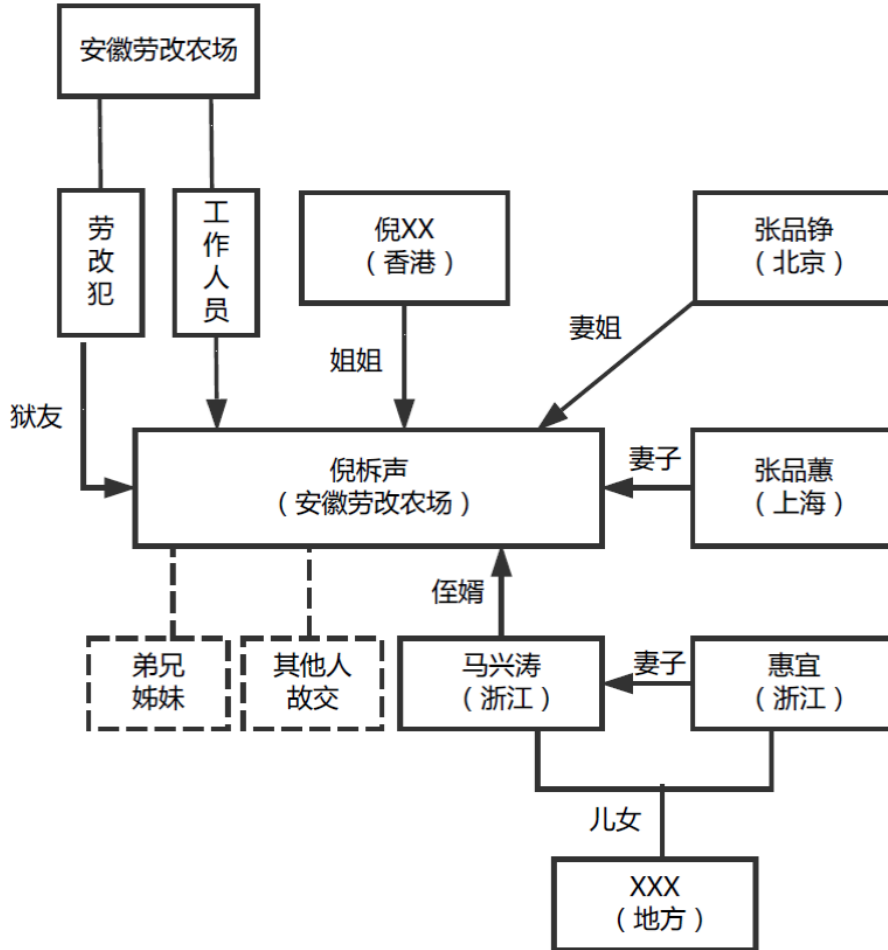 安徽劳改农场
劳
改
犯
工
作
人
员
倪XX
（香港）
张品铮
（北京）
姐姐
妻姐
狱友
倪柝声
（安徽劳改农场）
妻子
张品蕙
（上海）
侄婿
弟兄
姊妹
其他人
故交
马兴涛
（浙江）
妻子
惠宜
（浙江）
儿女
XXX
（地方）